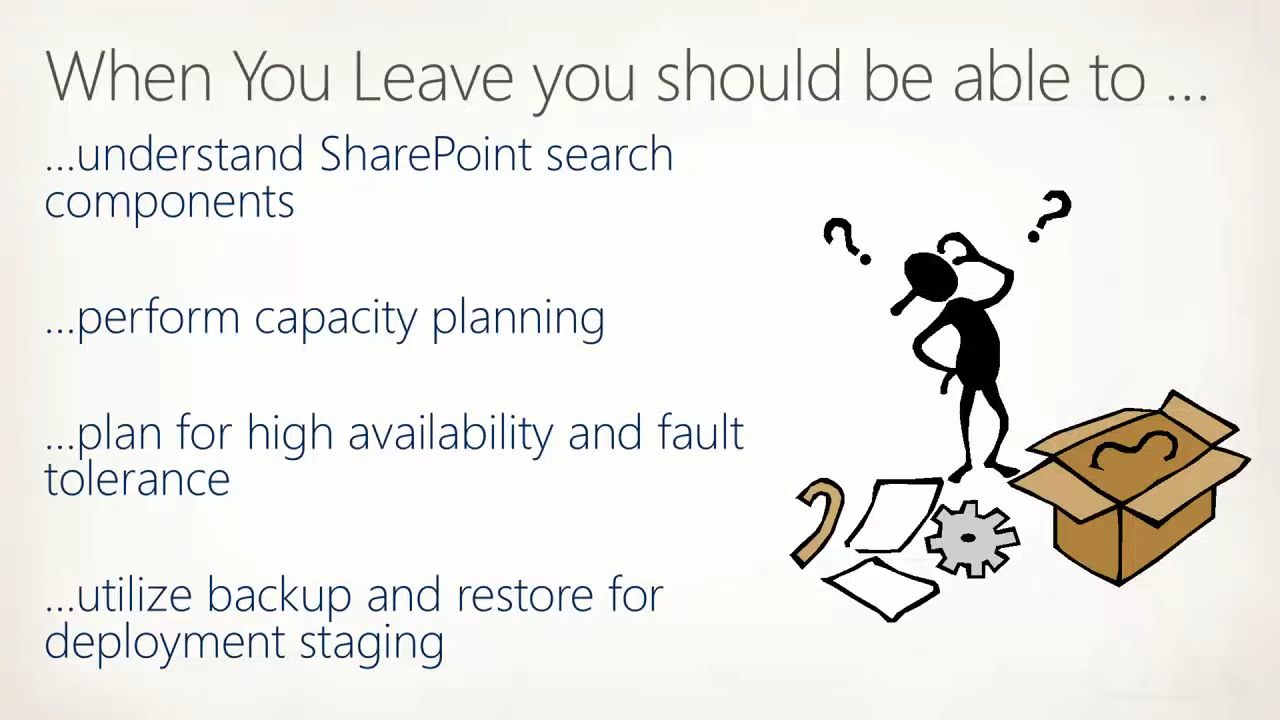 When You Leave you should be able to ...
...understand SharePoint search
components
...perform capacity planning
...plan for high availability and fault
tolerance
...utilize backup and restore for
deployment staging
? ?